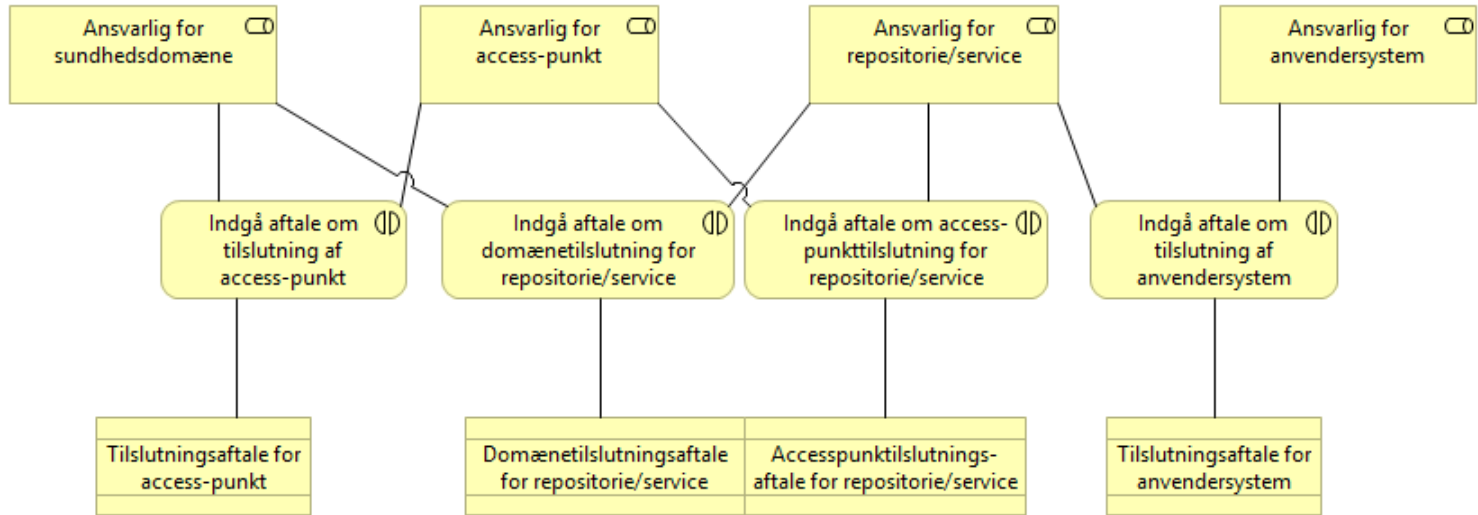 Ansvarlig for
sundhedsdomæne
Ansvarlig for
access-punkt
Ansvarlig for
repositorie/service
Ansvarlig for
anvendersystem
Indgå aftale om
tilslutning af
access-punkt
Indgå aftale om
domænetilslutning for
repositorie/service
Indgå aftale om access-
punkttilslutning for
repositorie/service
Indgå aftale om
tilslutning af
anvendersystem
Tilslutningsaftale for
access-punkt
Domænetilslutningsaftale
for repositorie/service
Accesspunktilslutnings-
aftale for repositorie/service
Tilslutningsaftale for
anvendersystem